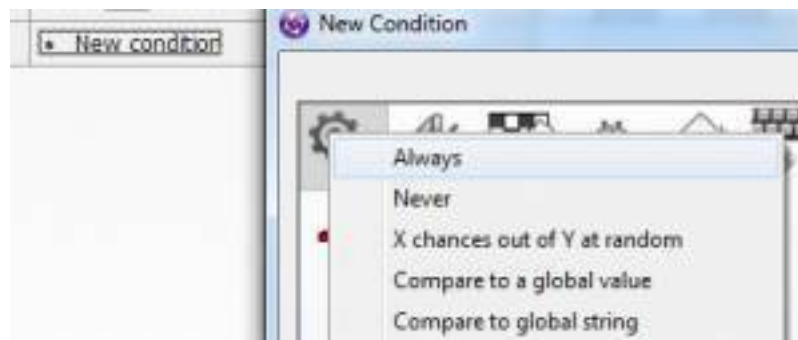 New Condition
• New condition
Always
Never
X chances out of Y at random
Compare to a global value
Compare to global string